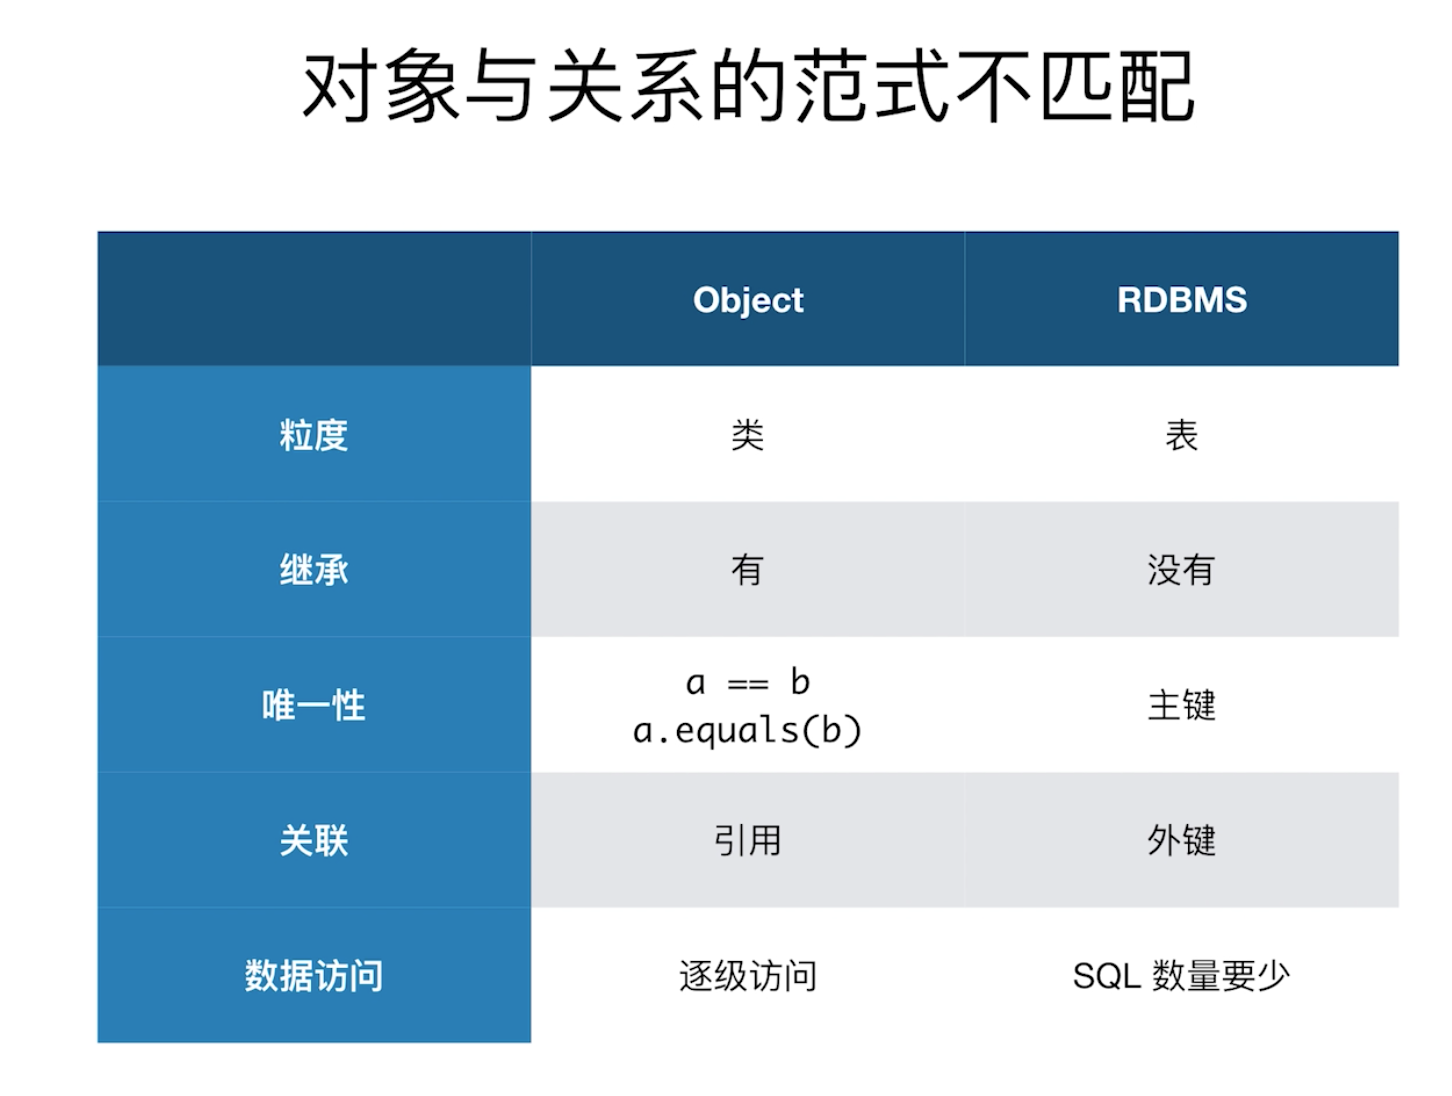 对象与关系的范式不匹配
Object RDBMS
粒度 类 表
继承 有 没有
唯一性 a == b a.equals(b) 主键
关联 引用 外键
数据访问 逐级访问 SQL 数量要少